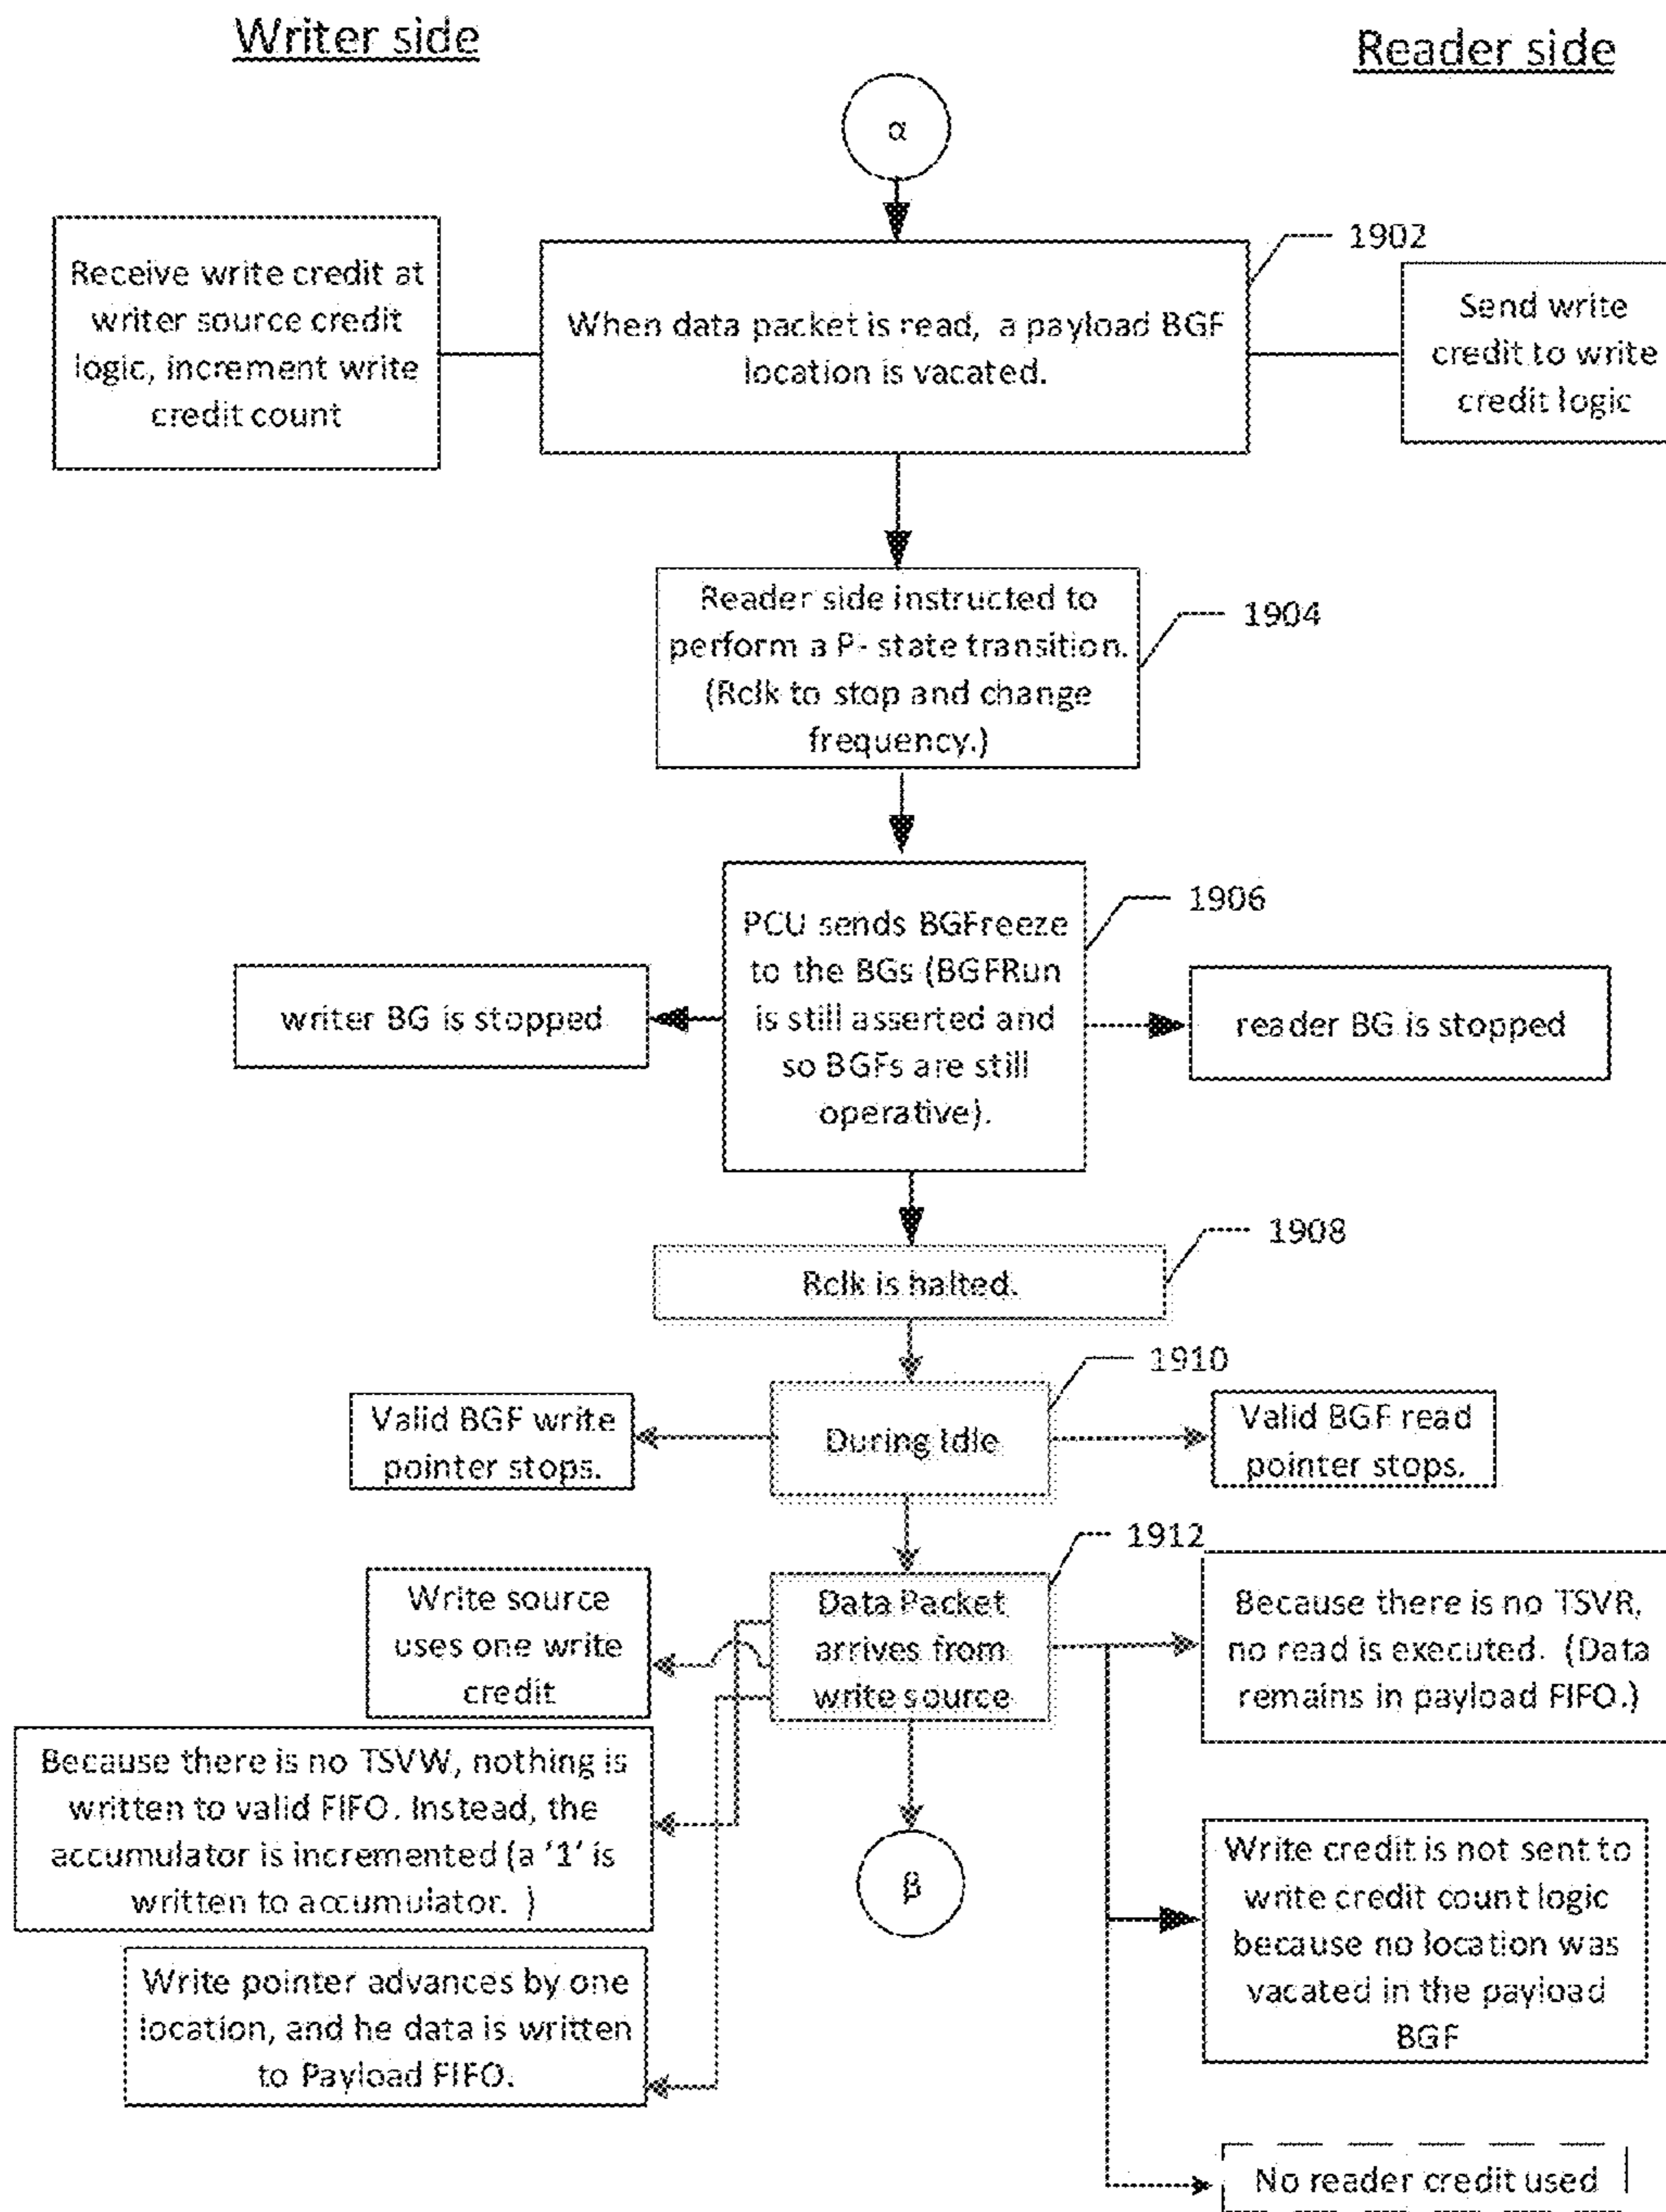 Writer side
Reader side
α
1902
Receive write credit at
writer source credit
logic, increment write
credit count
When data packet is read, a payload BGF
location is vacated.
Send write
credit to write
credit logic
Reader side instructed to
perform a P- state transition.
(Rclk to stop and change
frequency.)
1904
1906
PCU sends BGFreeze
to the BGs (BGFRun
is still asserted and
so BGFs are still
operative).
writer BG is stopped
reader BG is stopped
1908
Rclk is halted.
1910
Valid BGF write
pointer stops.
During Idle
Valid BGF read
pointer stops.
1912
Write source
uses one write
credit
Data Packet
arrives from
write source
Because there is no TSVR,
no read is executed. (Data
remains in payload FIFO.)
Because there is no TSVW, nothing is
written to valid FIFO. Instead, the
accumulator is incremented (a '1' is
written to accumulator. )
β
Write credit is not sent to
write credit count logic
because no location was
vacated in the payload
BGF
Write pointer advances by one
location, and he data is written
to Payload FIFO.
No reader credit used